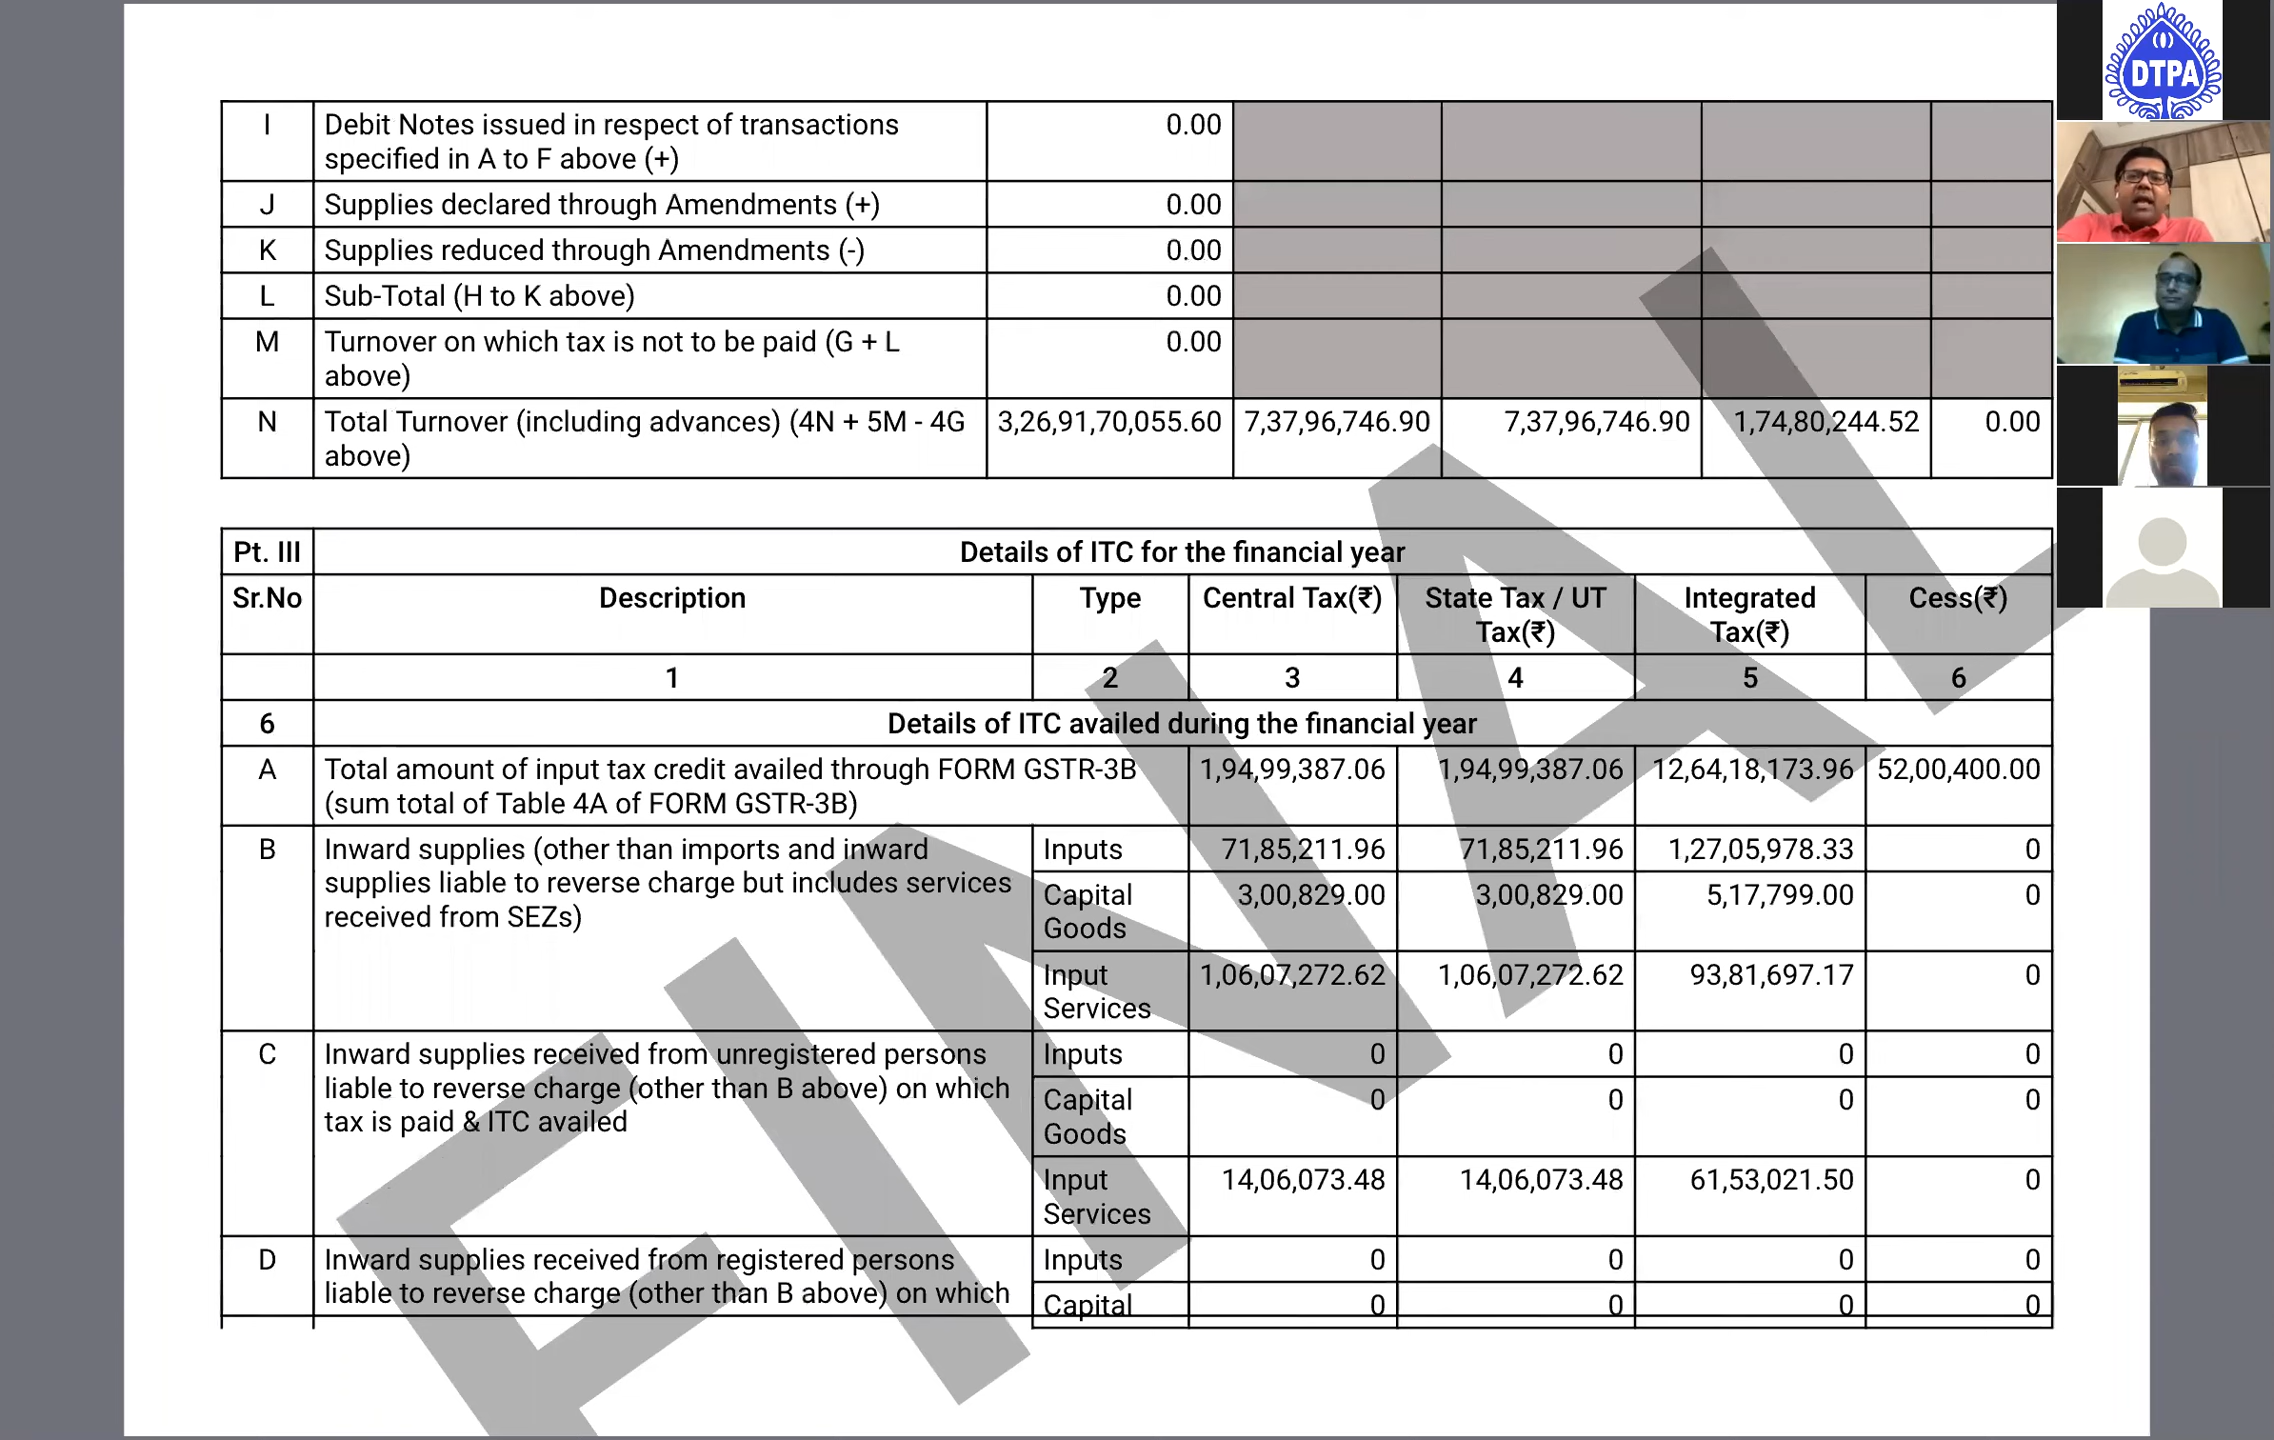 I Debit Notes issued in respect of transactions 0.00
specified in A to F above (+)
J Supplies declared through Amendments (+) 0.00
K Supplies reduced through Amendments (-) 0.00
L Sub-Total (H to K above) 0.00
M Turnover on which tax is not to be paid (G + L 0.00
above)
N Total Turnover (including advances) (4N + 5M - 4G 3,26,91,70,055.60 7,37,96,746.90 7,37,96,746.90 1,74,80,244.52 0.00
above)
Pt. III Details of ITC for the financial year
Sr.No Description Type Central Tax(₹) State Tax / UT Integrated Cess(₹)
Tax(₹) Tax(₹)
1 2 3 4 5 6
6 Details of ITC availed during the financial year
A Total amount of input tax credit availed through FORM GSTR-3B 1,94,99,387.06 1,94,99,387.06 12,64,18,173.96 52,00,400.00
(sum total of Table 4A of FORM GSTR-3B)
B Inward supplies (other than imports and inward Inputs 71,85,211.96 71,85,211.96 1,27,05,978.33 0
supplies liable to reverse charge but includes services Capital 3,00,829.00 3,00,829.00 5,17,799.00 0
received from SEZs) Goods
Input 1,06,07,272.62 1,06,07,272.62 93,81,697.17 0
Services
C Inward supplies received from unregistered persons Inputs 0 0 0 0
liable to reverse charge (other than B above) on which Capital 0 0 0 0
tax is paid & ITC availed Goods
Input 14,06,073.48 14,06,073.48 61,53,021.50 0
Services
D Inward supplies received from registered persons Inputs 0 0 0 0
liable to reverse charge (other than B above) on which Capital 0 0 0 0
FINAL
DTPA